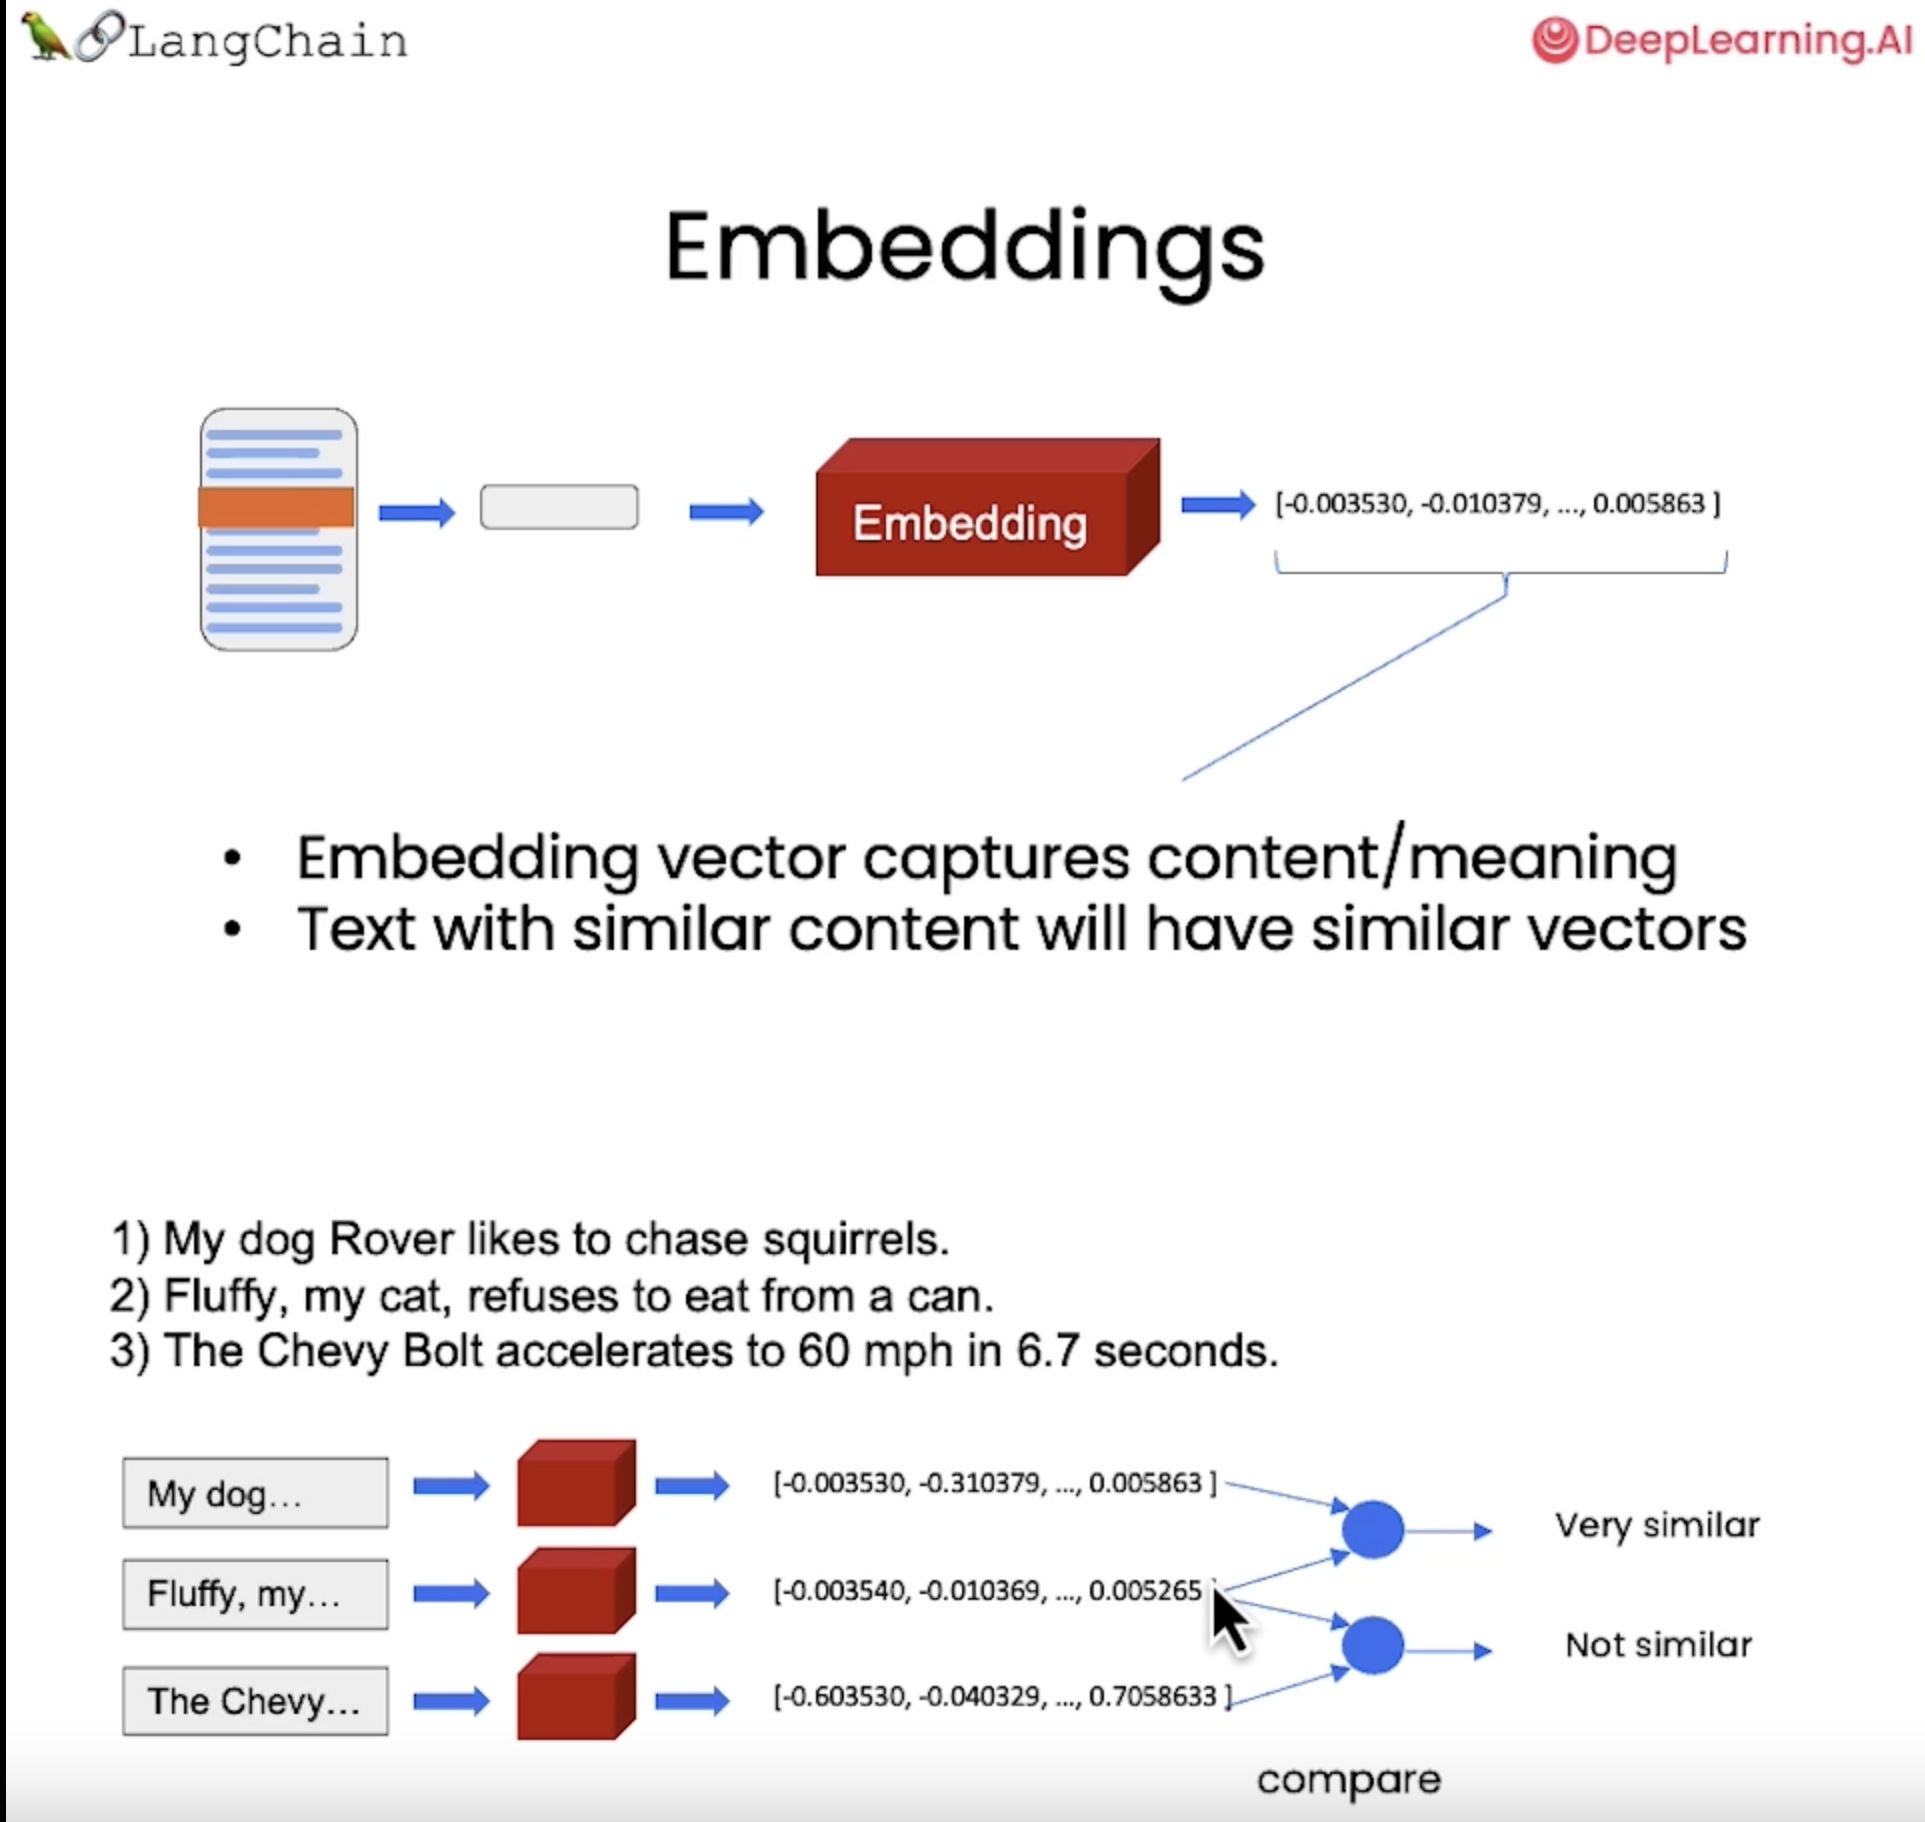 LangChain
DeepLearning.AI
Embeddings
Embedding
[-0.003530, -0.010379, ..., 0.005863 ]
• Embedding vector captures content/meaning
• Text with similar content will have similar vectors
1) My dog Rover likes to chase squirrels.
2) Fluffy, my cat, refuses to eat from a can.
3) The Chevy Bolt accelerates to 60 mph in 6.7 seconds.
My dog...
[-0.003530, -0.310379, ..., 0.005863 ]
Very similar
Fluffy, my...
[-0.003540, -0.010369, ..., 0.005265 ]
Not similar
The Chevy...
[-0.603530, -0.040329, ..., 0.7058633 ]
compare